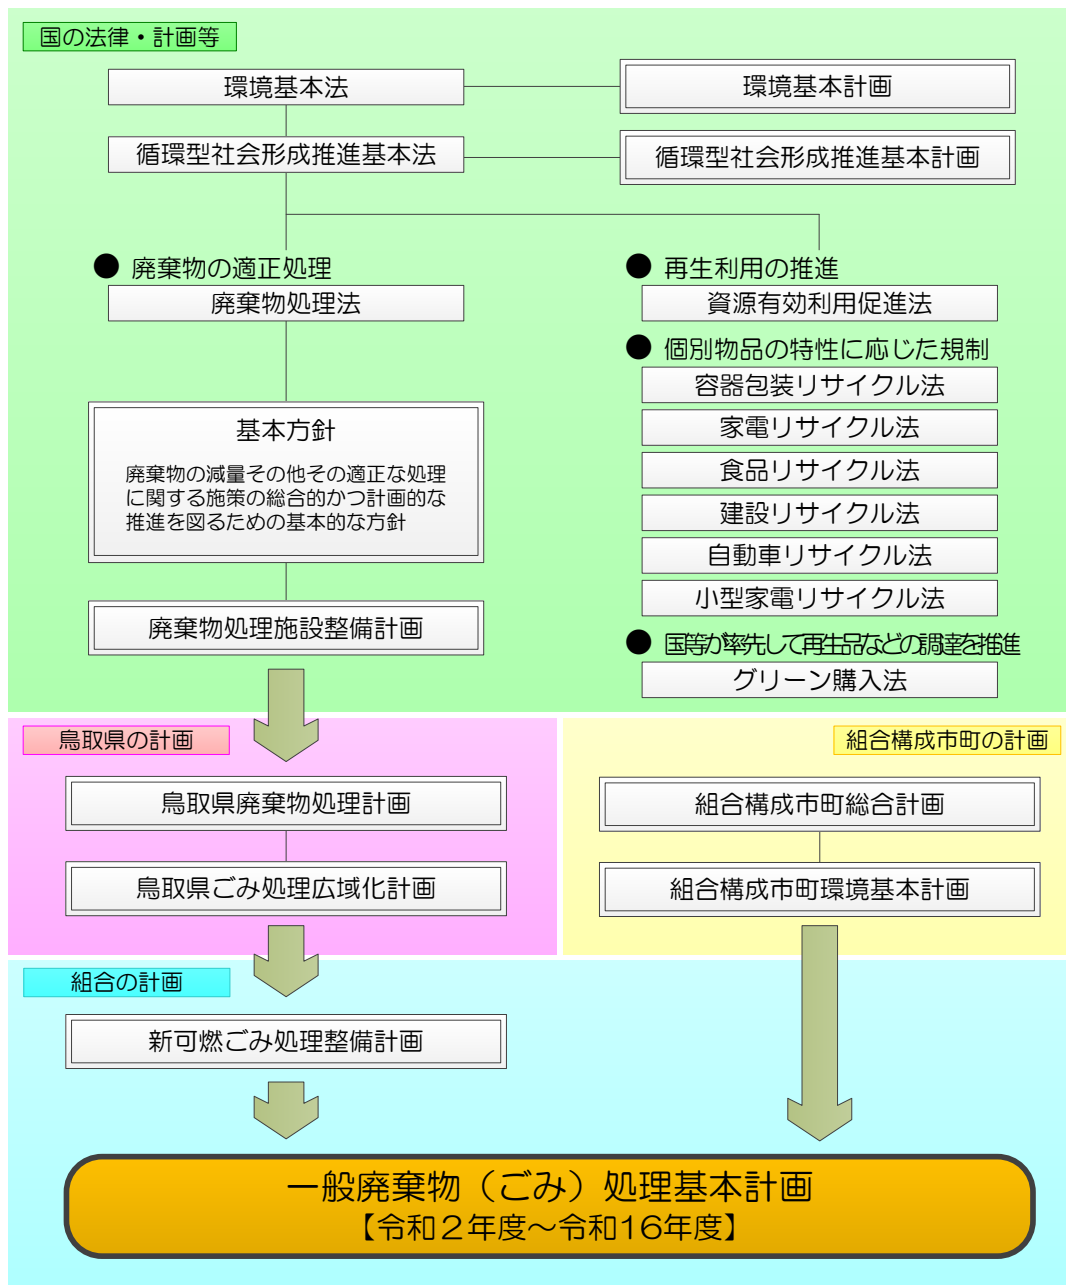 国の法律・計画等
環境基本法
環境基本計画
循環型社会形成推進基本法
循環型社会形成推進基本計画
● 廃棄物の適正処理
廃棄物処理法
基本方針
廃棄物の減量その他その適正な処理
に関する施策の総合的かつ計画的な
推進を図るための基本的な方針
廃棄物処理施設整備計画
● 再生利用の推進
資源有効利用促進法
● 個別物品の特性に応じた規制
容器包装リサイクル法
家電リサイクル法
食品リサイクル法
建設リサイクル法
自動車リサイクル法
小型家電リサイクル法
● 国等が率先して再生品などの調達を推進
グリーン購入法
鳥取県の計画
鳥取県廃棄物処理計画
鳥取県ごみ処理広域化計画
組合構成市町の計画
組合構成市町総合計画
組合構成市町環境基本計画
組合の計画
新可燃ごみ処理整備計画
一般廃棄物（ごみ）処理基本計画
【令和２年度～令和16年度】